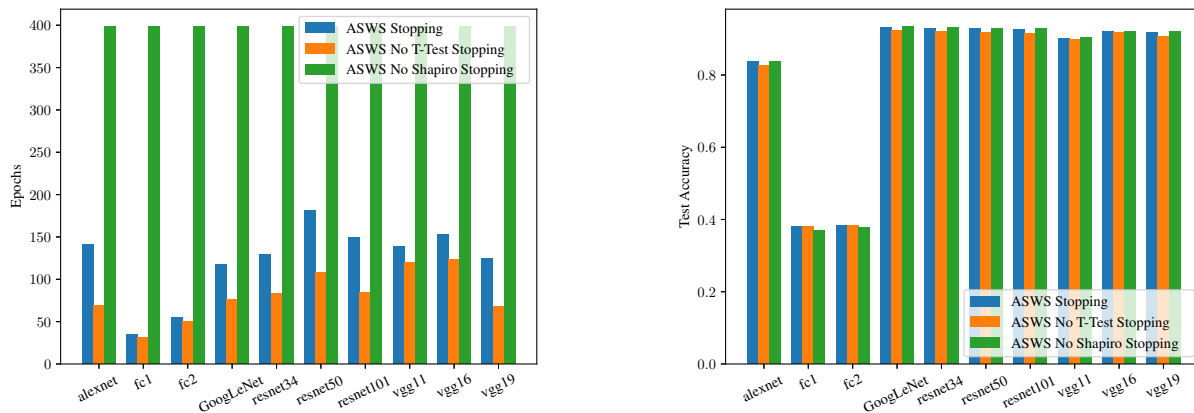 400
350
300
250
200
150
100
50
0
Epochs
ASWS Stopping
ASWS No T-Test Stopping
ASWS No Shapiro Stopping
alexnet
fc1
fc2
GoogLeNet
resnet34
resnet50
resnet101
vgg11
vgg16
vgg19
0.8
0.6
0.4
0.2
0.0
Test Accuracy
ASWS Stopping
ASWS No T-Test Stopping
ASWS No Shapiro Stopping
alexnet
fc1
fc2
GoogLeNet
resnet34
resnet50
resnet101
vgg11
vgg16
vgg19